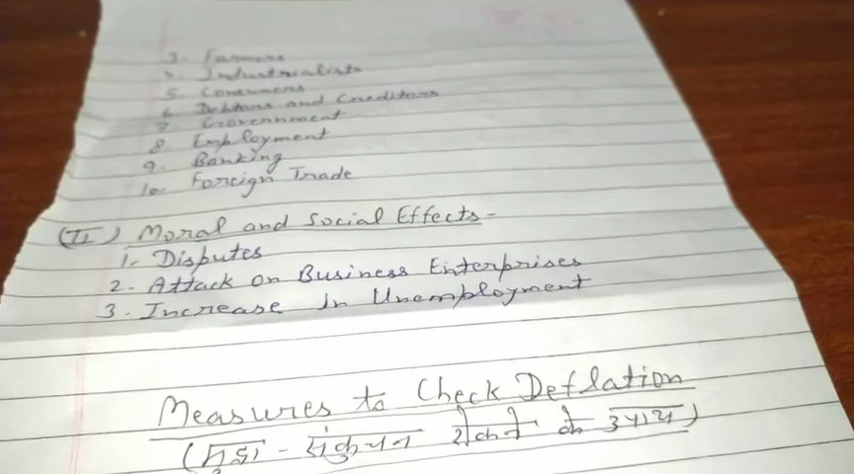 3. Farmers
4. Industrialists
5. Consumers
6. Debtors and Creditors
7. Government
8. Employment
9. Banking
10. Foreign Trade
(II) Moral and Social Effects-
1. Disputes
2. Attack on Business Enterprises
3. Increase In Unemployment
Measures to Check Deflation
(मुद्रा - संकुचन रोकने के उपाय)